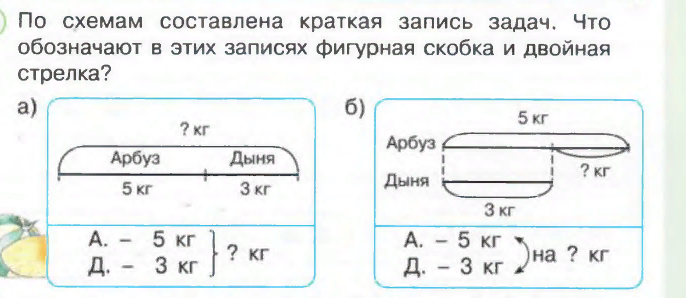 По схемам составлена краткая запись задач. Что
обозначают в этих записях фигурная скобка и двойная
стрелка?
а)
? кг
Арбуз Дыня
5 кг 3 кг
А. – 5 кг
Д. – 3 кг
? кг
б)
5 кг
Арбуз
? кг
Дыня
3 кг
А. – 5 кг
Д. – 3 кг
на ? кг